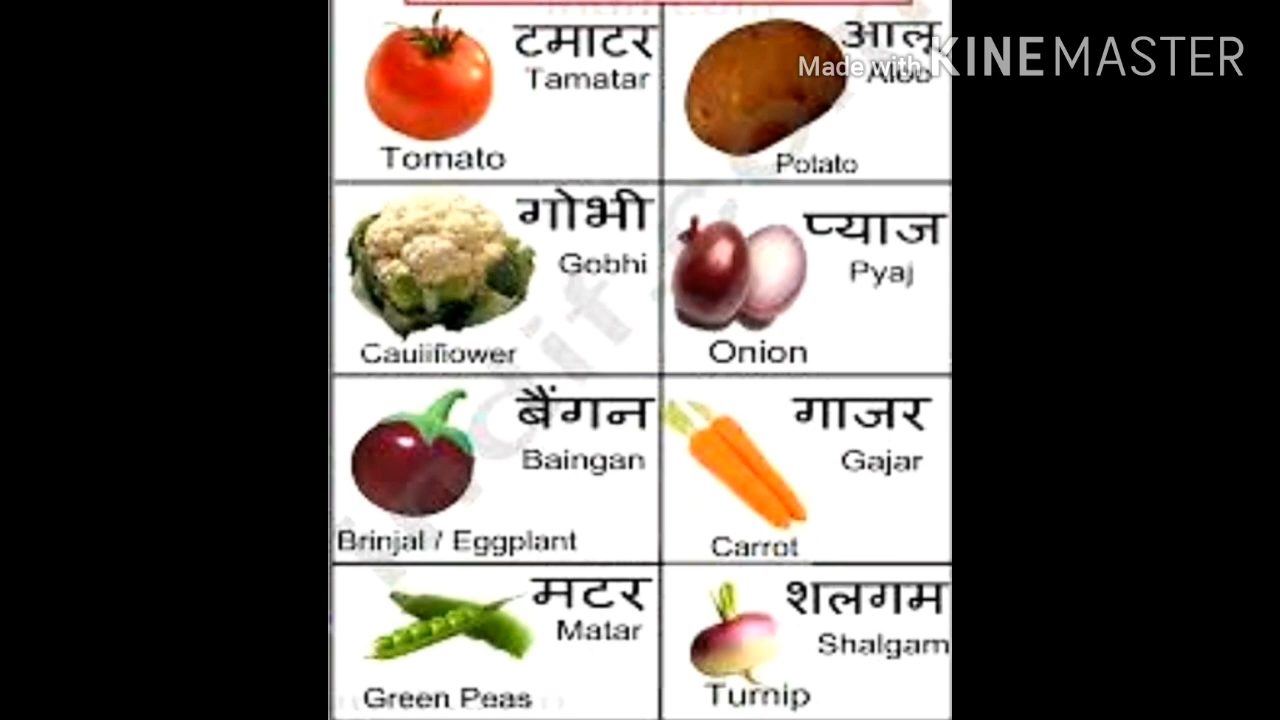 टमाटर
Tamatar
Tomato
आलू
Potato
Made with KINEMASTER
गोभी
Gobhi
Cauiifiower
प्याज
Pyaj
Onion
बैंगन
Baingan
Brinjal / Eggplant
गाजर
Gajar
Carrot
मटर
Matar
Green Peas
शलगम
Shalgam
Turnip